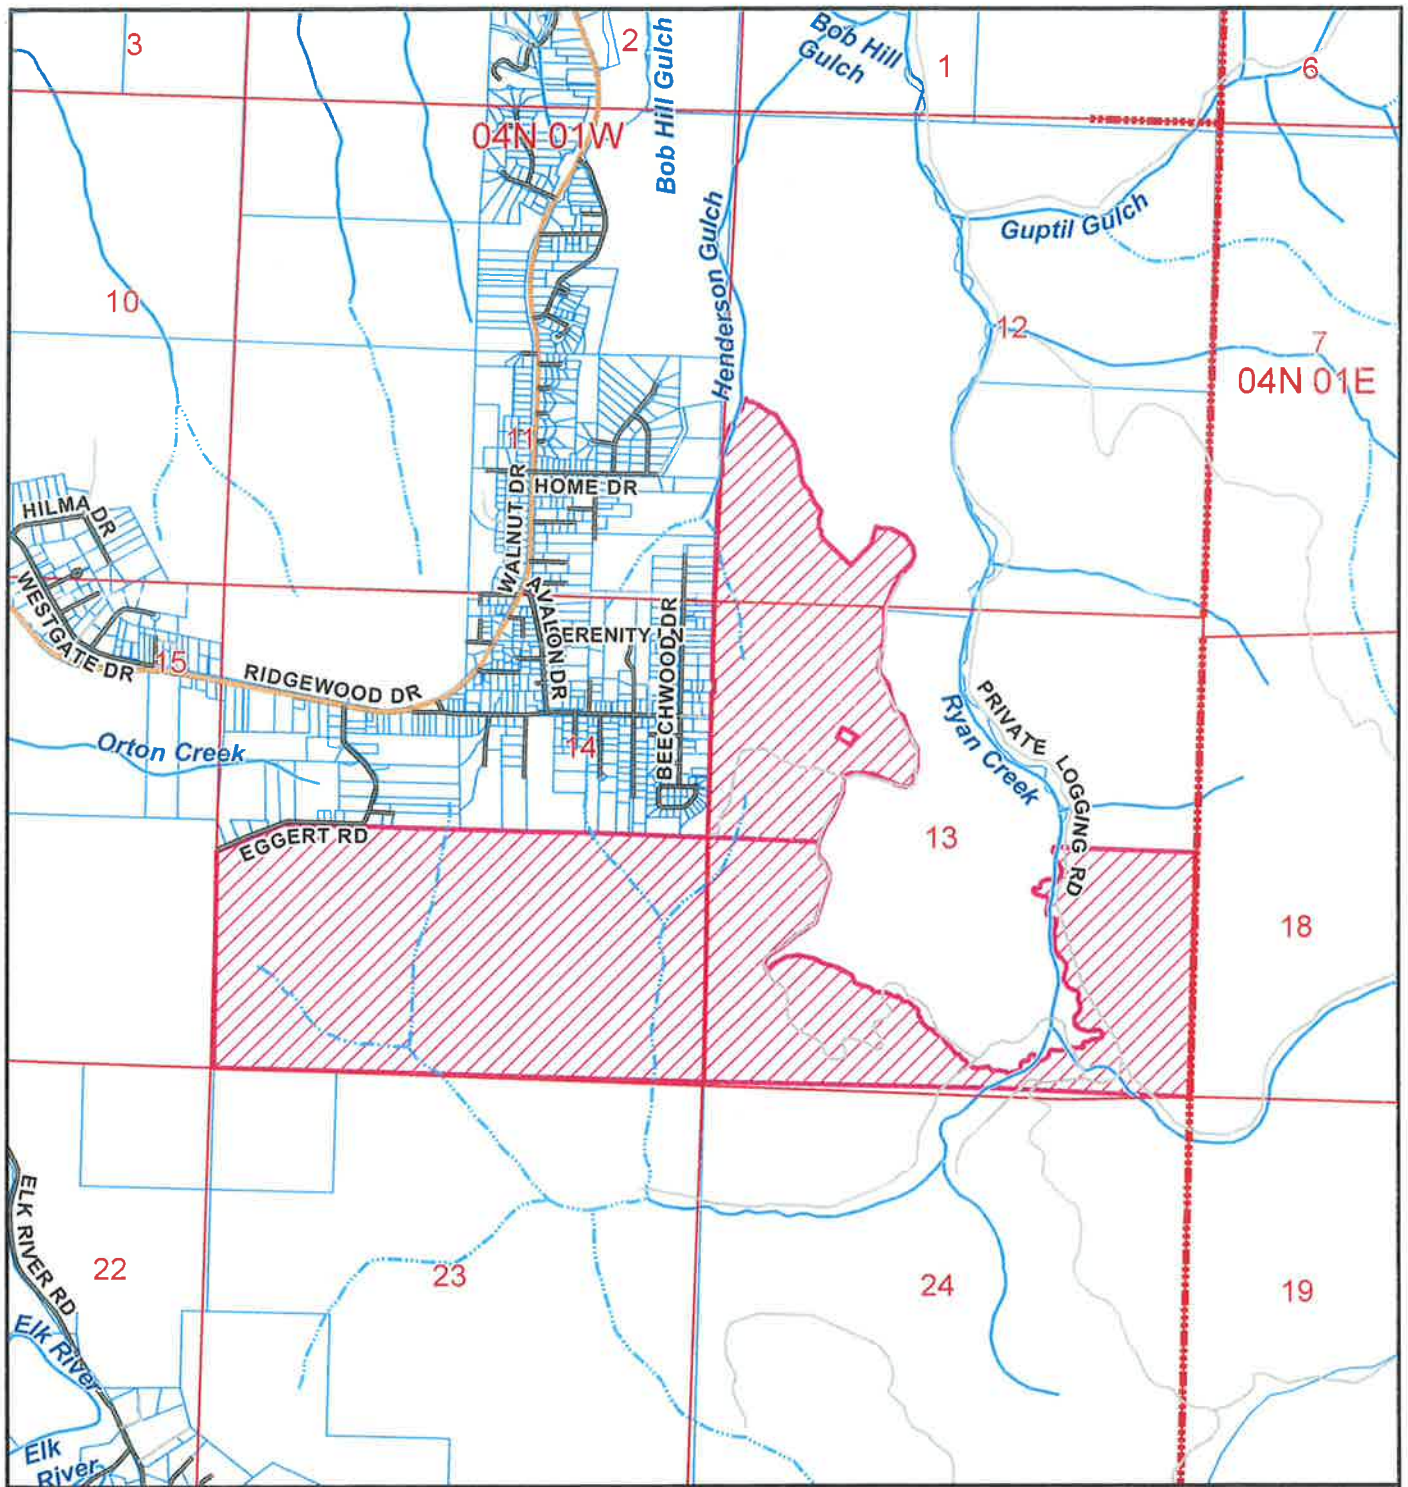 3
2
Bob Hill Gulch
Bob Hill
Gulch
1
6
04N 01W
Guptil Gulch
Henderson Gulch
10
12
7
04N 01E
11
HOME DR
WALNUT DR
HILMA DR
WESTGATE DR
AVALON DR
ERENITY
BEECHWOOD DR
15
RIDGEWOOD DR
Orton Creek
14
PRIVATE LOGGING RD
Ryan Creek
EGGERT RD
13
18
ELK RIVER RD
22
23
24
19
Elk River
Elk
River